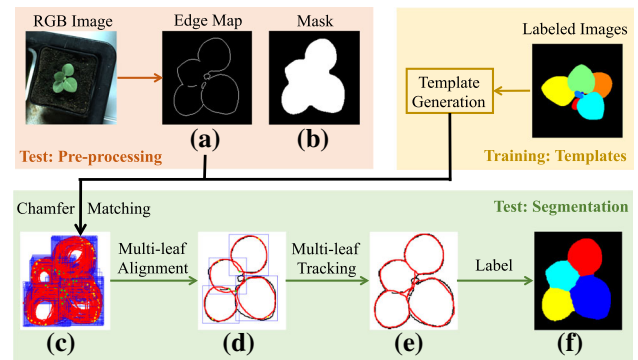 RGB Image
Edge Map
Mask
(a)
(b)
Test: Pre-processing
Labeled Images
Template
Generation
Training: Templates
Chamfer Matching
Test: Segmentation
Multi-leaf
Alignment
Multi-leaf
Tracking
Label
(c)
(d)
(e)
(f)